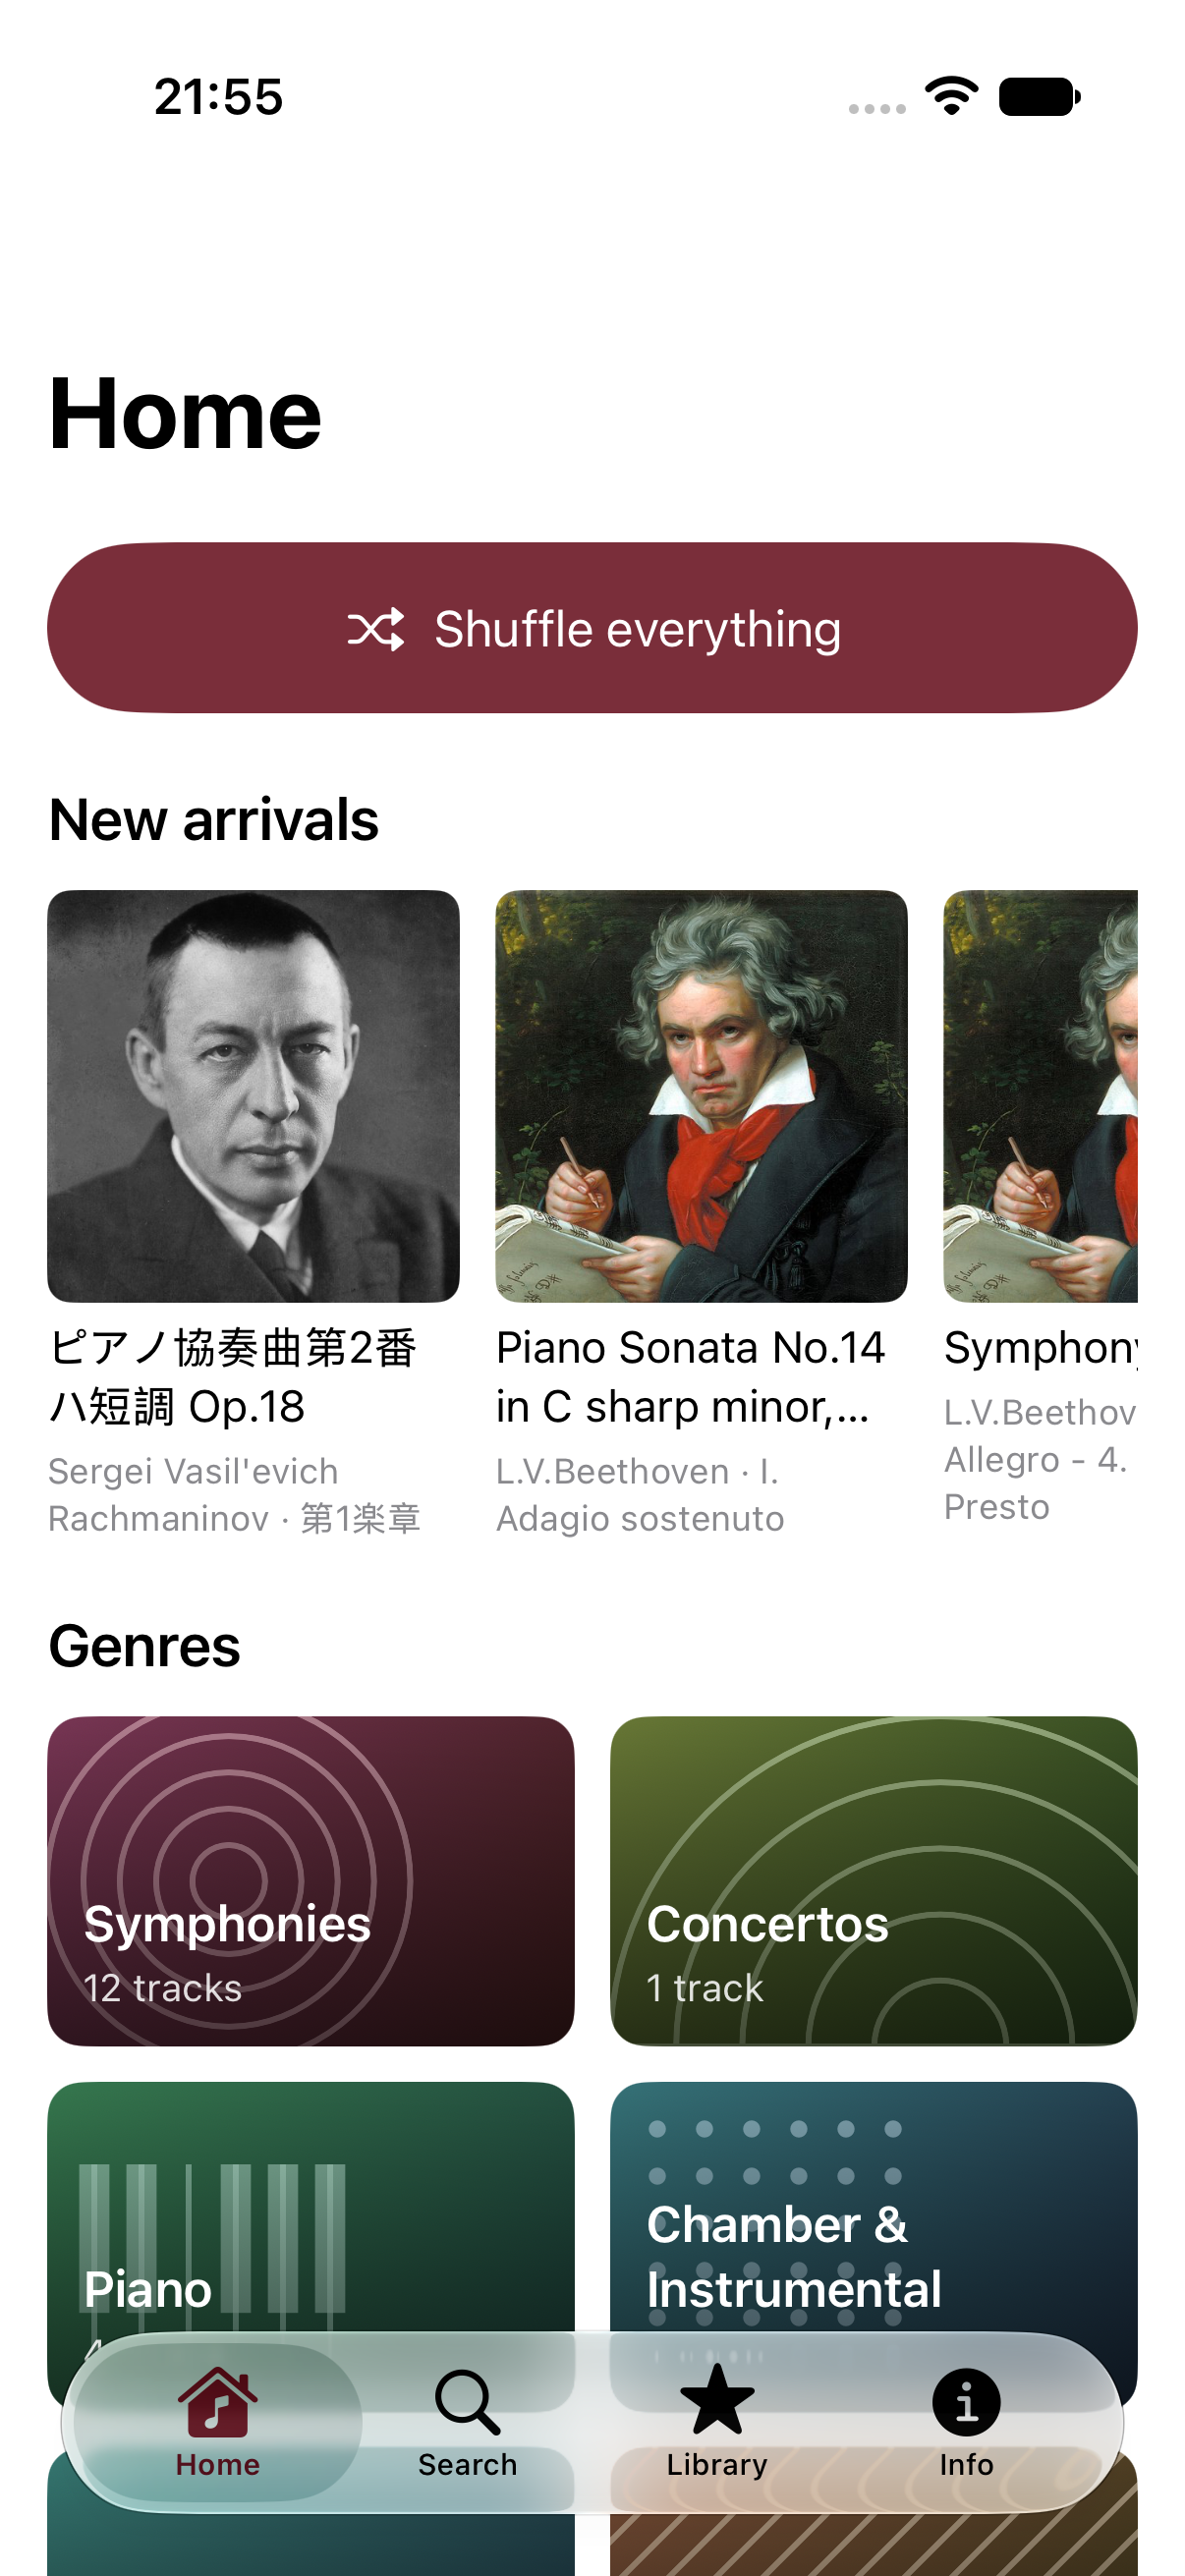 21:55
Home
Shuffle everything
New arrivals
ピアノ協奏曲第2番
ハ短調 Op.18
Sergei Vasil'evich
Rachmaninov · 第1楽章
Piano Sonata No.14
in C sharp minor,...
L.V.Beethoven · I.
Adagio sostenuto
Symphony
L.V.Beethov
Allegro - 4.
Presto
Genres
Symphonies
12 tracks
Concertos
1 track
Piano
Chamber &
Instrumental
Home
Search
Library
Info